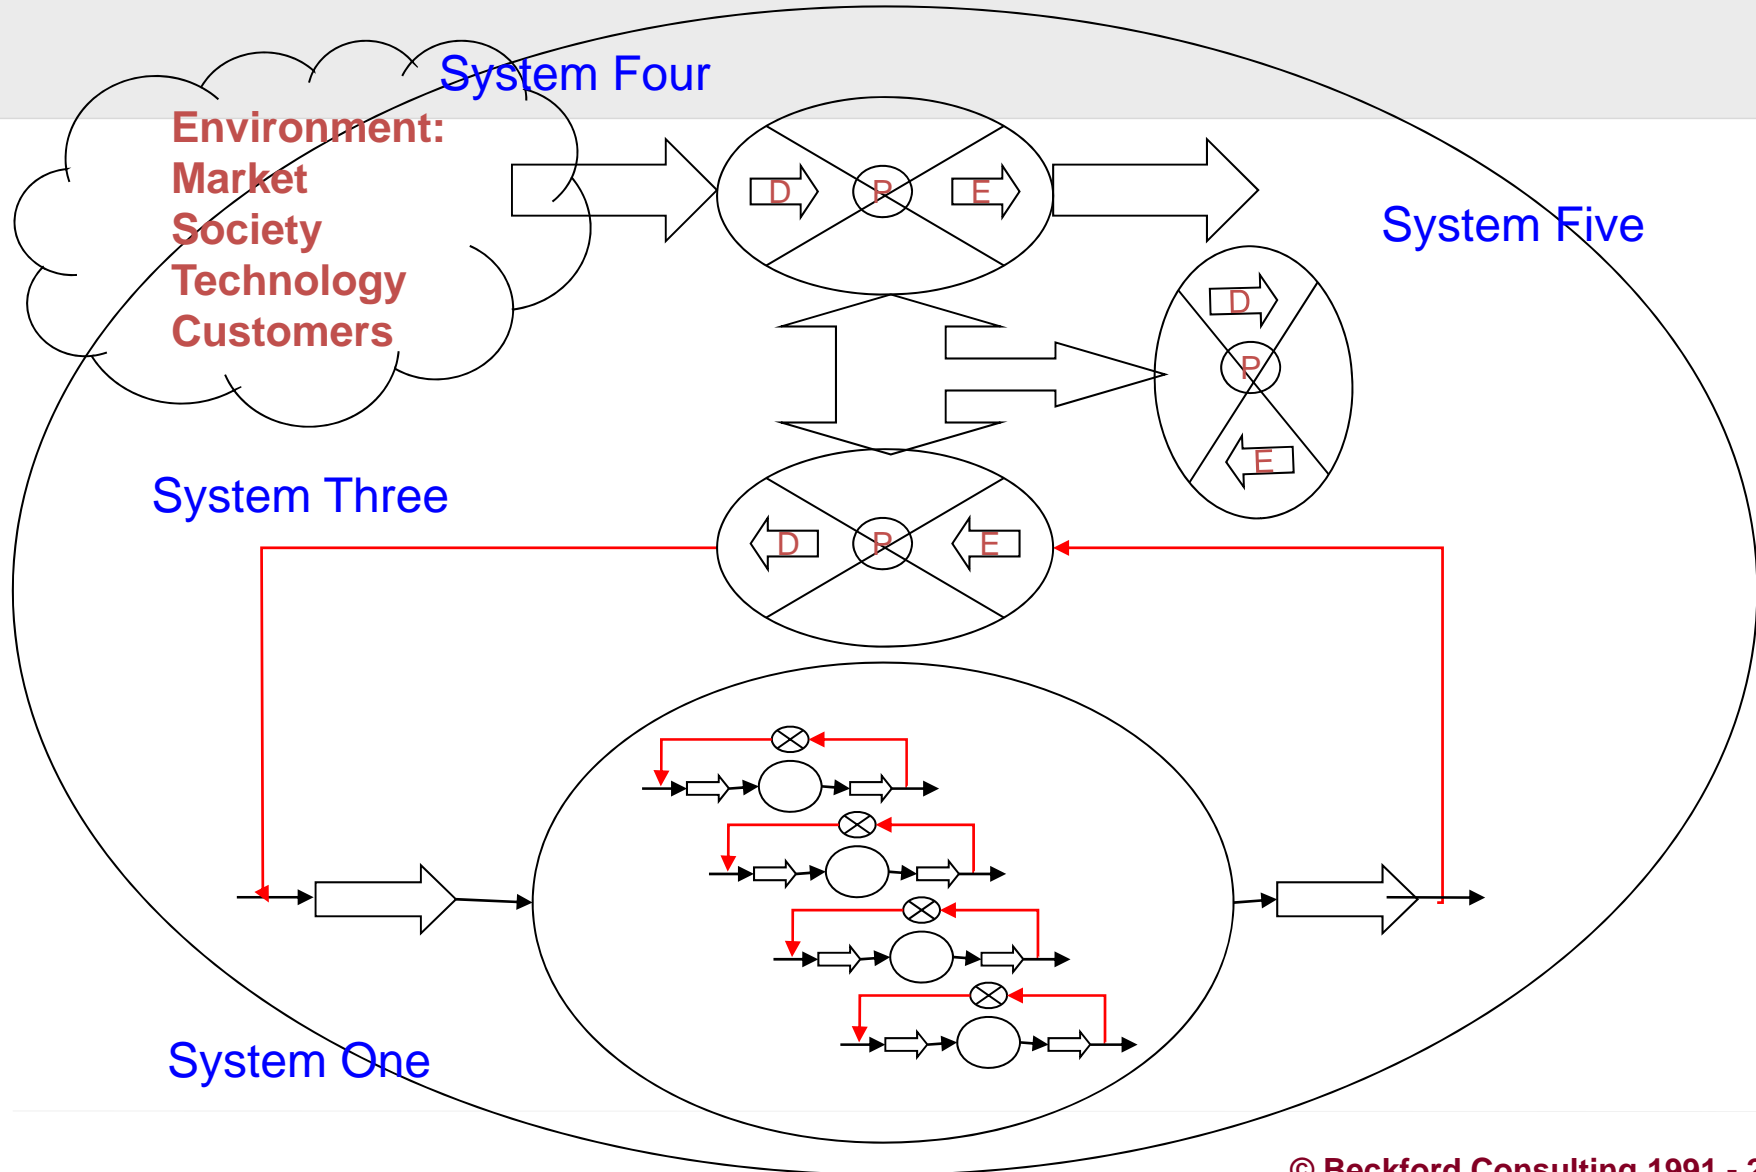 System Four
Environment:
Market
Society
Technology
Customers
D P E
System Five
D
P
E
System Three
D P E
System One
© Beckford Consulting 1991 -